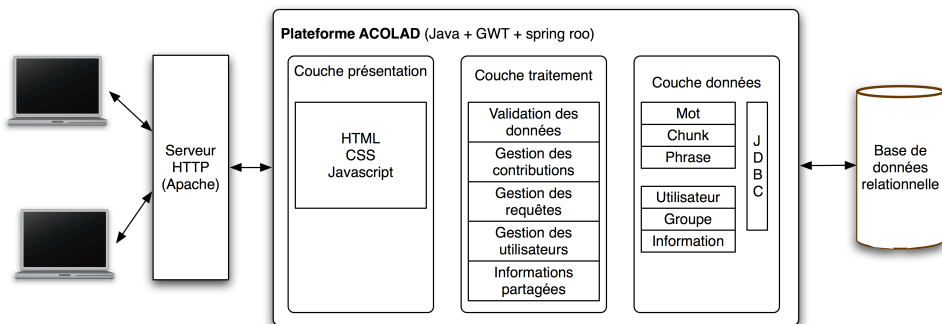 Plateforme ACOLAD (Java + GWT + spring roo)
Serveur
HTTP
(Apache)
Couche présentation
HTML
CSS
Javascript
Couche traitement
Validation des
données
Gestion des
contributions
Gestion des
requêtes
Gestion des
utilisateurs
Informations
partagées
Couche données
Mot
Chunk
Phrase
Utilisateur
Groupe
Information
J
D
B
C
Base de
données
relationnelle